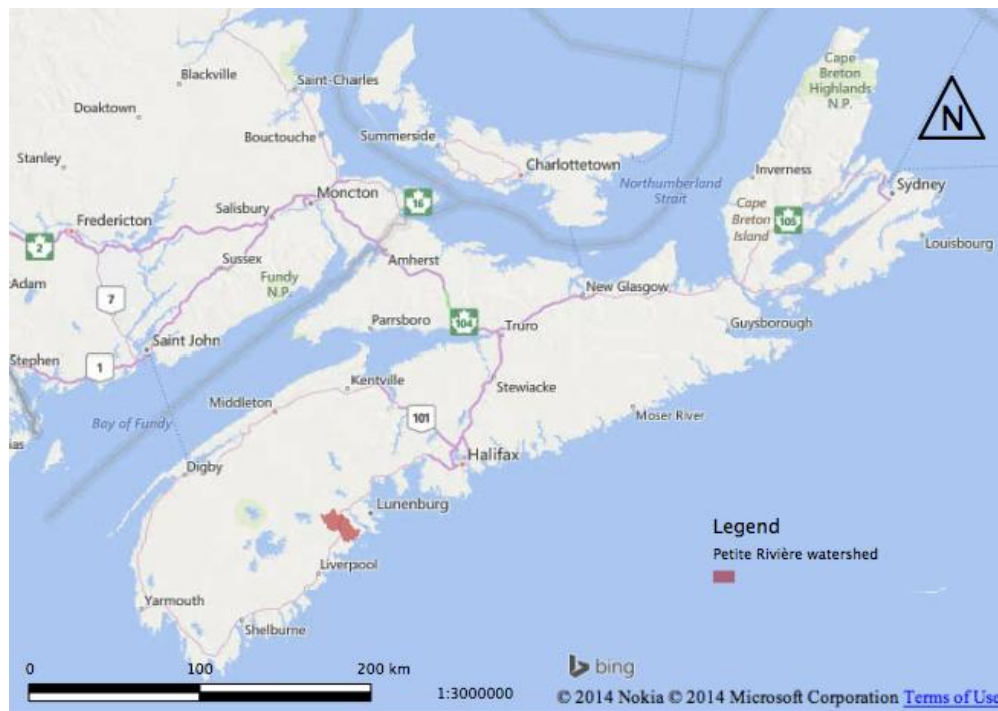 Blackville
Saint-Charles
Doaktown
Bouctouche
Summerside
Stanley
Charlottetown
Cape
Breton
Highlands
N.P.
N
Inverness
Northumberland
Strait
Sydney
Moncton
16
Salisbury
Fredericton
2
Cape
Breton
Island
105
Louisbourg
Adam
Sussex
Amherst
Fundy
N.P.
7
New Glasgow
Parrsboro
104
Truro
Guysborough
Saint John
Stephen
1
Kentville
Stewiacke
Middleton
101
Moser River
Bay of Fundy
as
Halifax
Digby
Lunenburg
Legend
Petite Rivière watershed
Liverpool
Yarmouth
Shelburne
0 100 200 km
1:3000000
bing
© 2014 Nokia © 2014 Microsoft Corporation Terms of Use